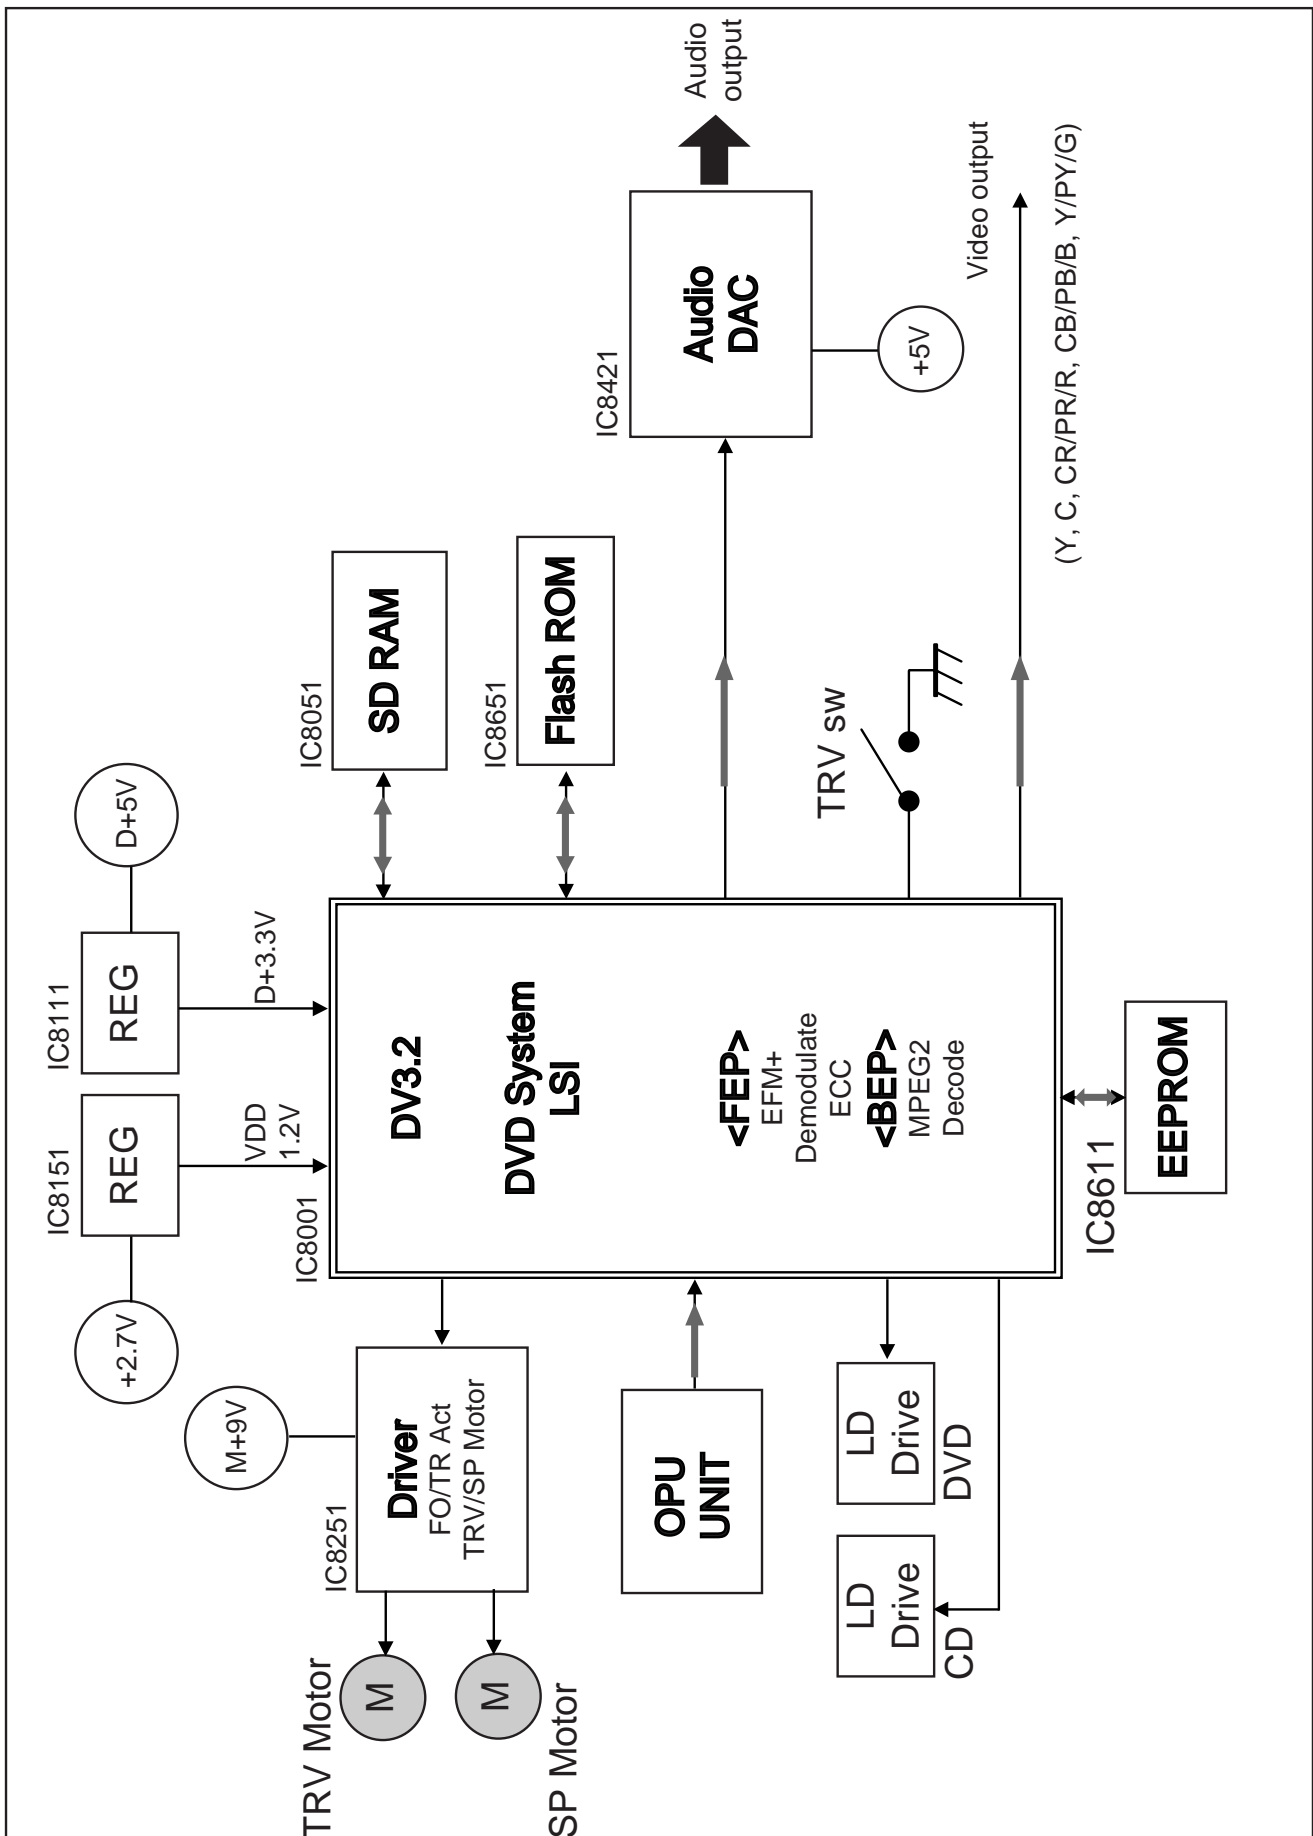 +2.7V
IC8151
REG
VDD
1.2V
IC8111
REG
D+3.3V
D+5V
M+9V
IC8251
Driver
FO/TR Act
TRV/SP Motor
TRV Motor
M
SP Motor
M
IC8001
DV3.2
DVD System
LSI
<FEP>
EFM+
Demodulate
ECC
<BEP>
MPEG2
Decode
IC8051
SD RAM
IC8651
Flash ROM
IC8421
Audio
DAC
Audio
output
+5V
OPU
UNIT
TRV sw
Video output
(Y, C, CR/PR/R, CB/PB/B, Y/PY/G)
LD
Drive
CD
LD
Drive
DVD
IC8611
EEPROM